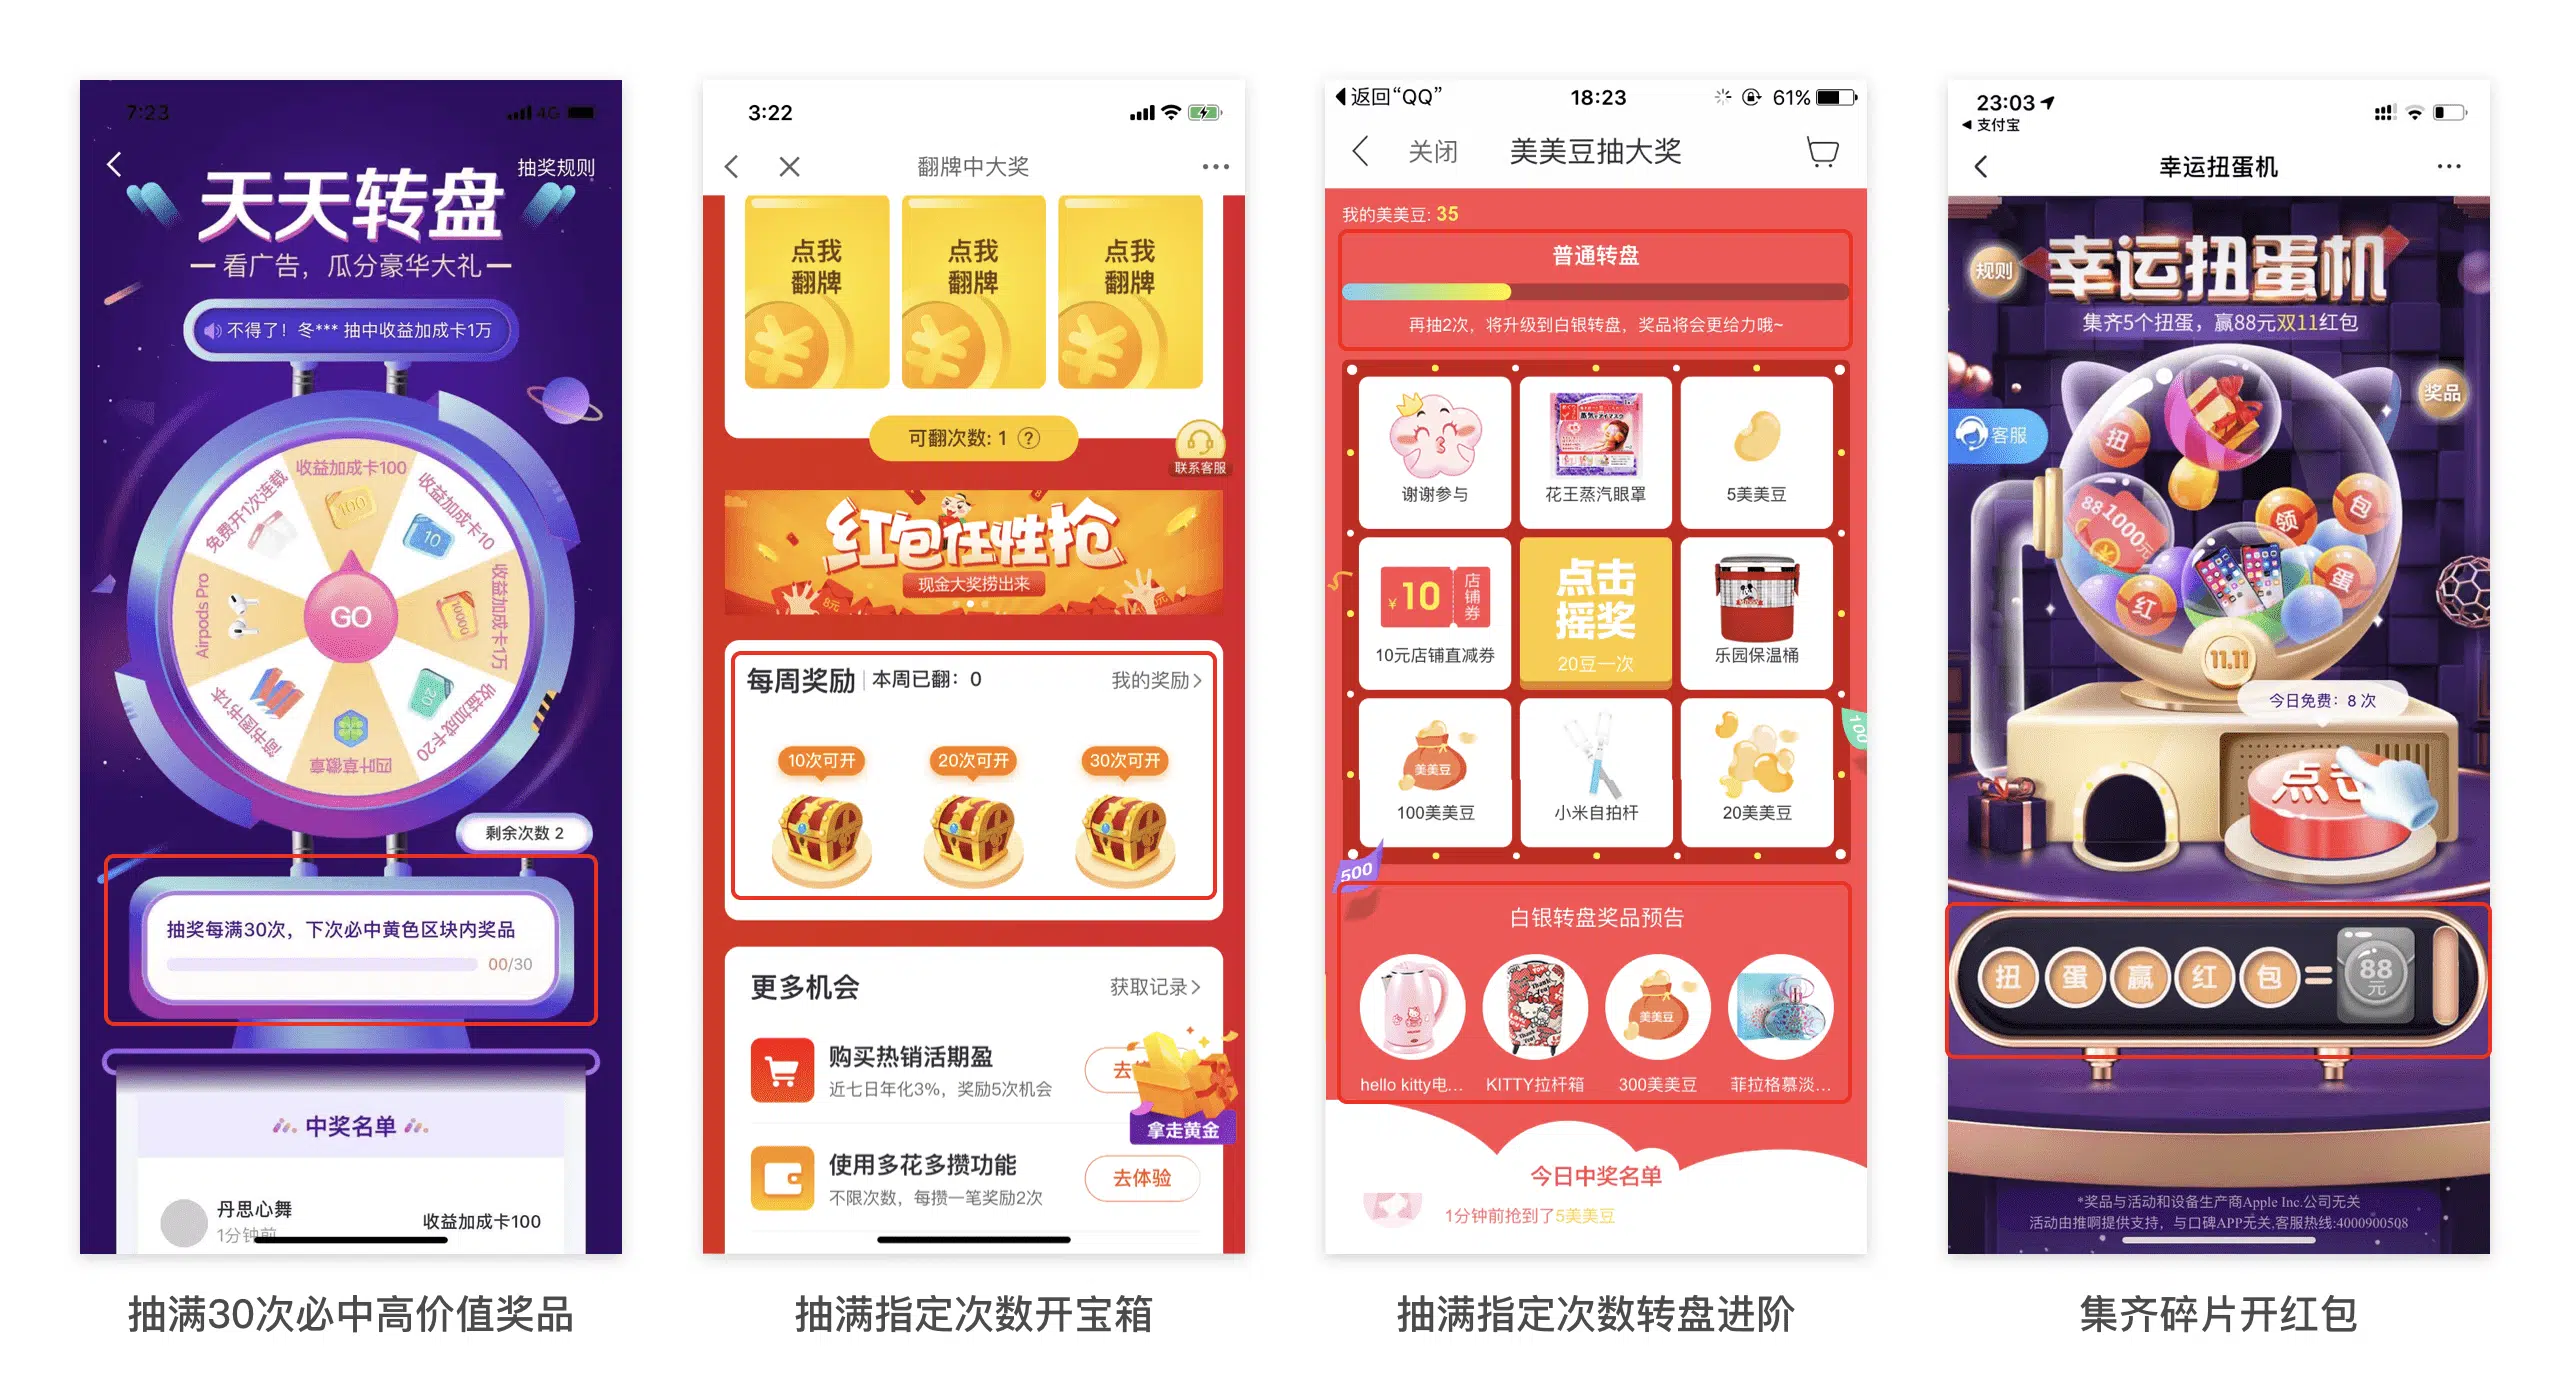 7:23
4G
抽奖规则
天天转盘
看广告，瓜分豪华大礼
不得了！冬*** 抽中收益加成卡1万
收益加成卡100
100
收益加成卡10
10
收益加成卡1万
10000
收益加成卡20
20
四叶草徽章
简书图书1本
Airpods Pro
免费开1次连载
GO
剩余次数 2
抽奖每满30次，下次必中黄色区块内奖品
00/30
中奖名单
丹思心舞
1分钟前
收益加成卡100
抽满30次必中高价值奖品
3:22
翻牌中大奖
点我
翻牌
点我
翻牌
点我
翻牌
可翻次数: 1 ?
联系客服
红包任性抢
现金大奖捞出来
每周奖励 本周已翻：0
我的奖励
10次可开
20次可开
30次可开
更多机会
获取记录
购买热销活期盈
近七日年化3%，奖励5次机会
去
拿走黄金
使用多花多攒功能
不限次数，每攒一笔奖励2次
去体验
抽满指定次数开宝箱
返回“QQ”
18:23
61%
关闭
美美豆抽大奖
我的美美豆: 35
普通转盘
再抽2次，将升级到白银转盘，奖品将会更给力哦~
谢谢参与
花王蒸汽眼罩
5美美豆
¥10
店铺券
10元店铺直减券
点击
摇奖
20豆一次
乐园保温桶
美美豆
100美美豆
小米自拍杆
20美美豆
100
500
白银转盘奖品预告
美美豆
hello kitty电...
KITTY拉杆箱
300美美豆
菲拉格慕淡...
今日中奖名单
1分钟前抢到了5美美豆
抽满指定次数转盘进阶
23:03
支付宝
幸运扭蛋机
规则
幸运扭蛋机
集齐5个扭蛋，赢88元双11红包
奖品
客服
扭
88
1000元
领
包
蛋
红
11.11
今日免费：8 次
点击
扭 蛋 赢 红 包 = 88元
*奖品与活动和设备生产商Apple Inc.公司无关
活动由推啊提供支持，与口碑APP无关,客服热线:4000900508
集齐碎片开红包